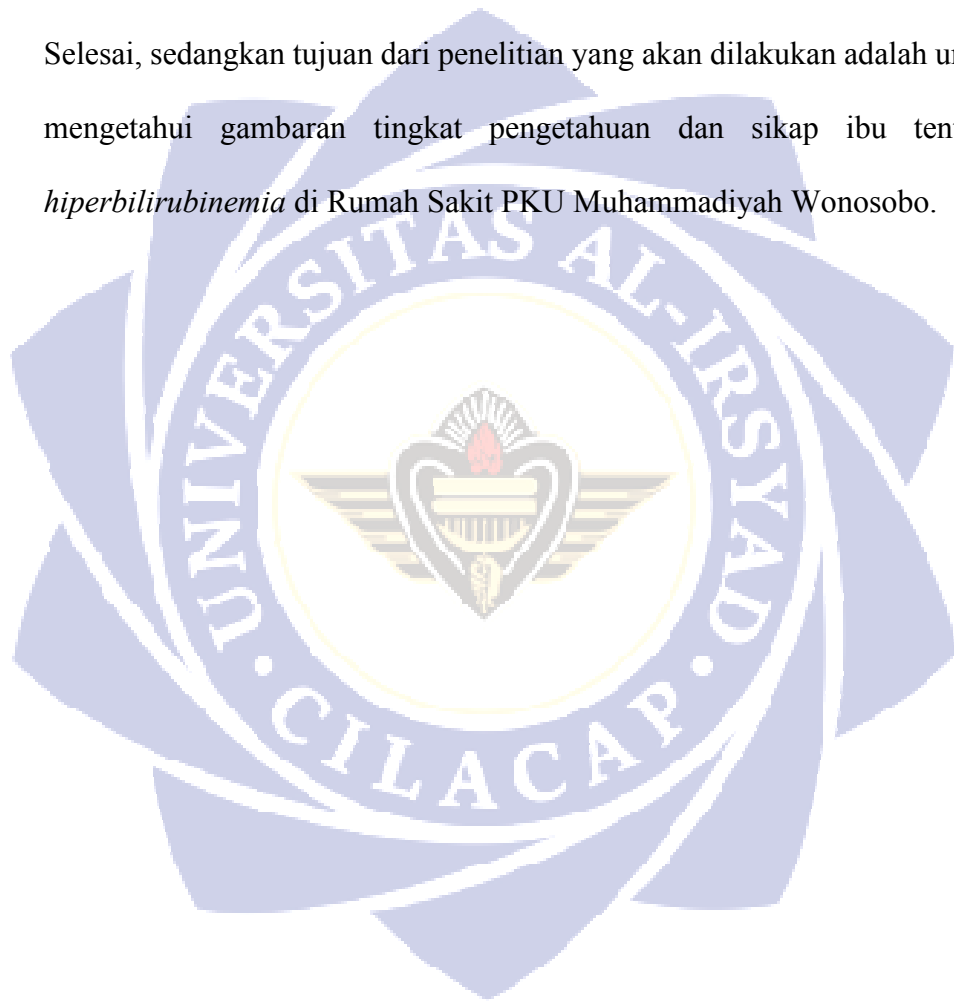 Selesai, sedangkan tujuan dari penelitian yang akan dilakukan adalah
mengetahui gambaran tingkat pengetahuan dan sikap ibu
hiperbilirubinemia di Rumah Sakit PKU Muhammadiyah Wonosobo.
UNIVERSITAS AL-IRSYAD
• CILACAP •